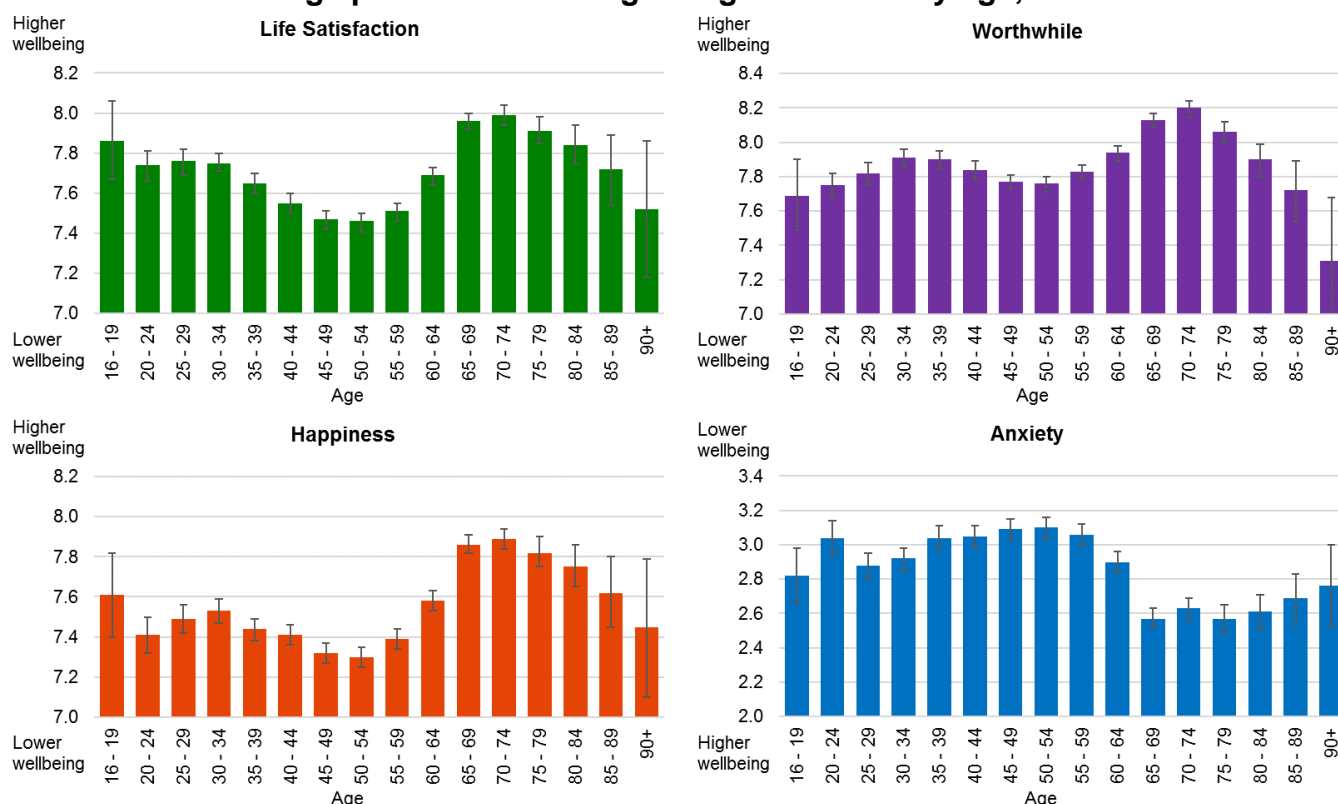 Higher
wellbeing
Life Satisfaction
8.2
8.0
7.8
7.6
7.4
7.2
7.0
Lower
wellbeing
16 - 19
20 - 24
25 - 29
30 - 34
35 - 39
40 - 44
45 - 49
50 - 54
55 - 59
60 - 64
65 - 69
70 - 74
75 - 79
80 - 84
85 - 89
90+
Age
Higher
wellbeing
Worthwhile
8.4
8.2
8.0
7.8
7.6
7.4
7.2
7.0
Lower
wellbeing
16 - 19
20 - 24
25 - 29
30 - 34
35 - 39
40 - 44
45 - 49
50 - 54
55 - 59
60 - 64
65 - 69
70 - 74
75 - 79
80 - 84
85 - 89
90+
Age
Higher
wellbeing
Happiness
8.2
8.0
7.8
7.6
7.4
7.2
7.0
Lower
wellbeing
16 - 19
20 - 24
25 - 29
30 - 34
35 - 39
40 - 44
45 - 49
50 - 54
55 - 59
60 - 64
65 - 69
70 - 74
75 - 79
80 - 84
85 - 89
90+
Age
Lower
wellbeing
Anxiety
3.4
3.2
3.0
2.8
2.6
2.4
2.2
2.0
Higher
wellbeing
16 - 19
20 - 24
25 - 29
30 - 34
35 - 39
40 - 44
45 - 49
50 - 54
55 - 59
60 - 64
65 - 69
70 - 74
75 - 79
80 - 84
85 - 89
90+
Age